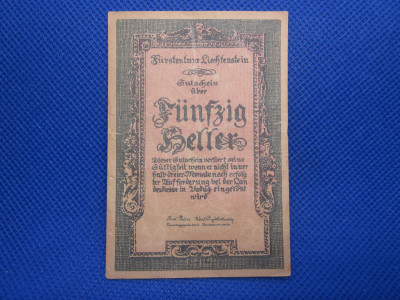 Fürstentum Liechtenstein
Gutschein
über
Fünfzig
Heller
Dieser Gutschein verliert seine
Gültigkeit wenn er nicht inner
halb dreier Monate nach erfolg
ter Aufforderung bei der Lan
deskasse in Vaduz eingelöst
wird